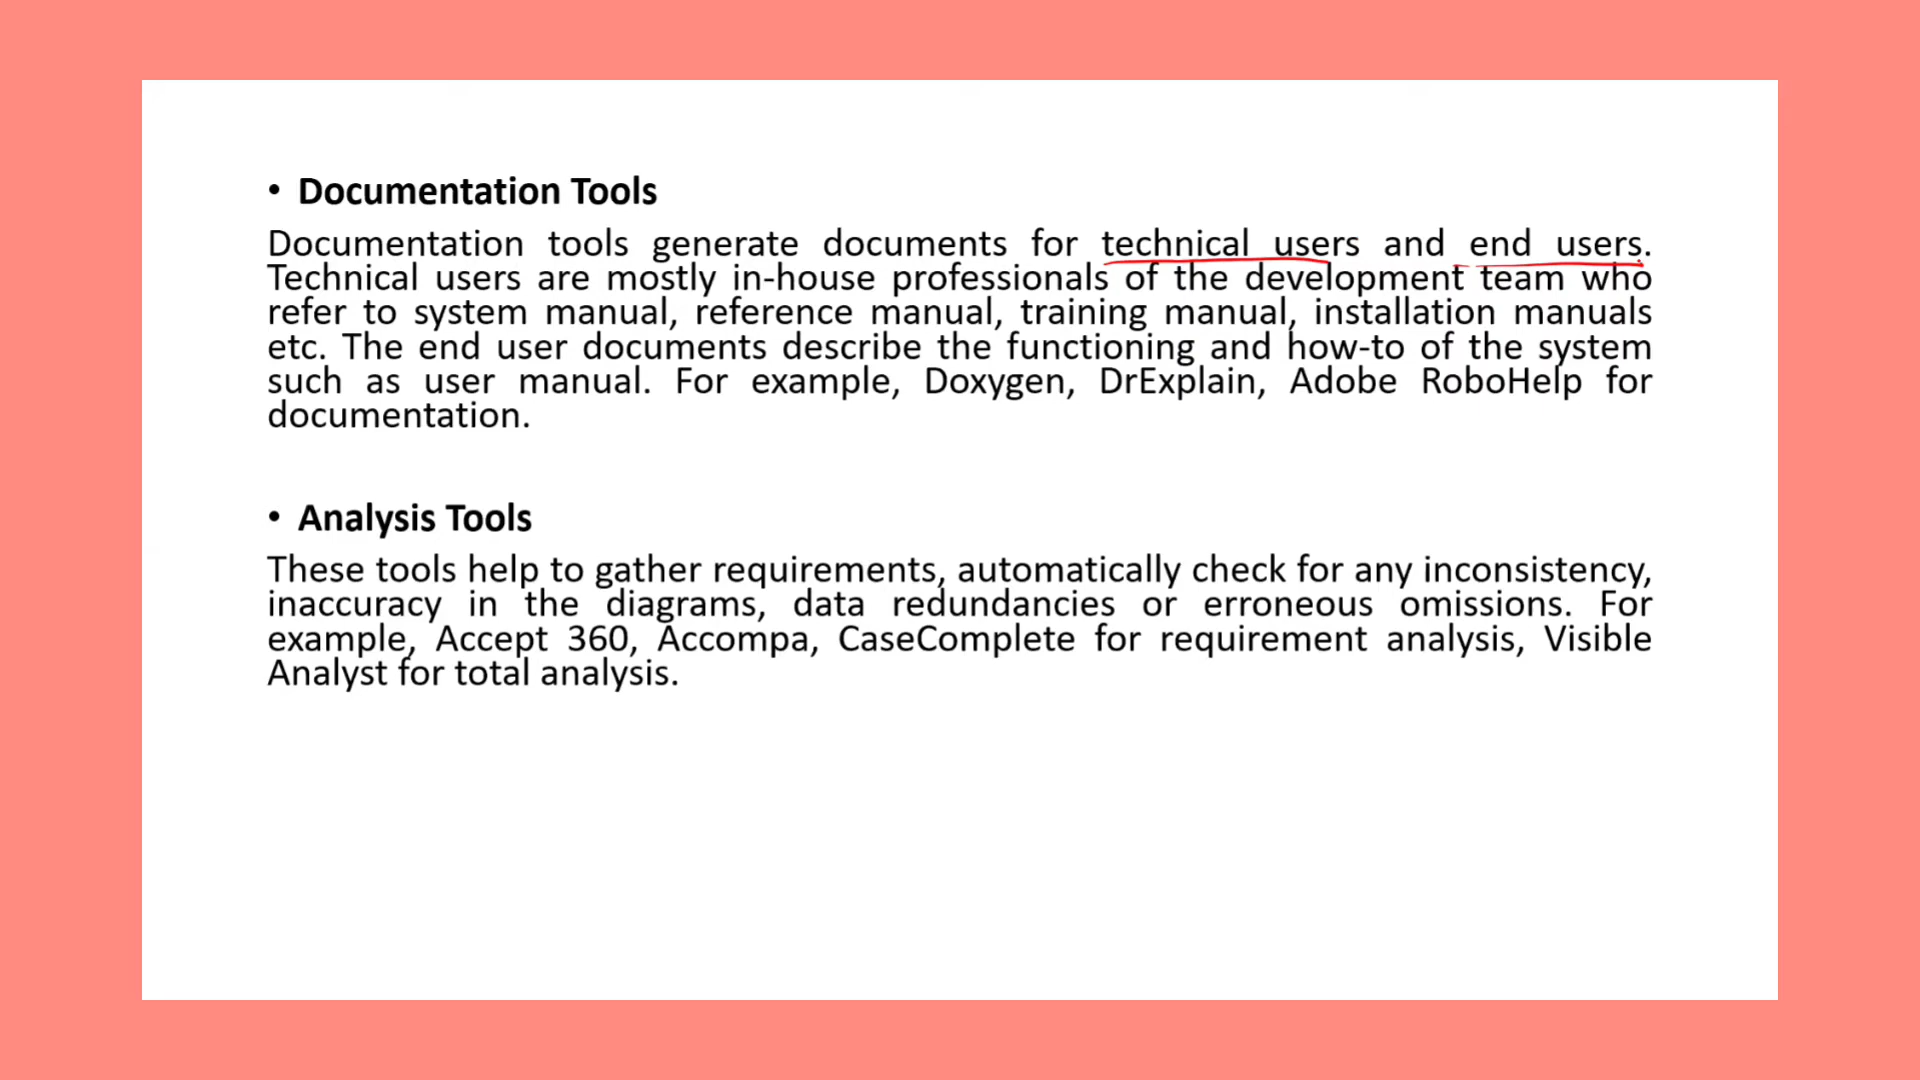 • Documentation Tools
Documentation tools generate documents for technical users and end users.
Technical users are mostly in-house professionals of the development team who
refer to system manual, reference manual, training manual, installation manuals
etc. The end user documents describe the functioning and how-to of the system
such as user manual. For example, Doxygen, DrExplain, Adobe RoboHelp for
documentation.
• Analysis Tools
These tools help to gather requirements, automatically check for any inconsistency,
inaccuracy in the diagrams, data redundancies or erroneous omissions. For
example, Accept 360, Accompa, CaseComplete for requirement analysis, Visible
Analyst for total analysis.